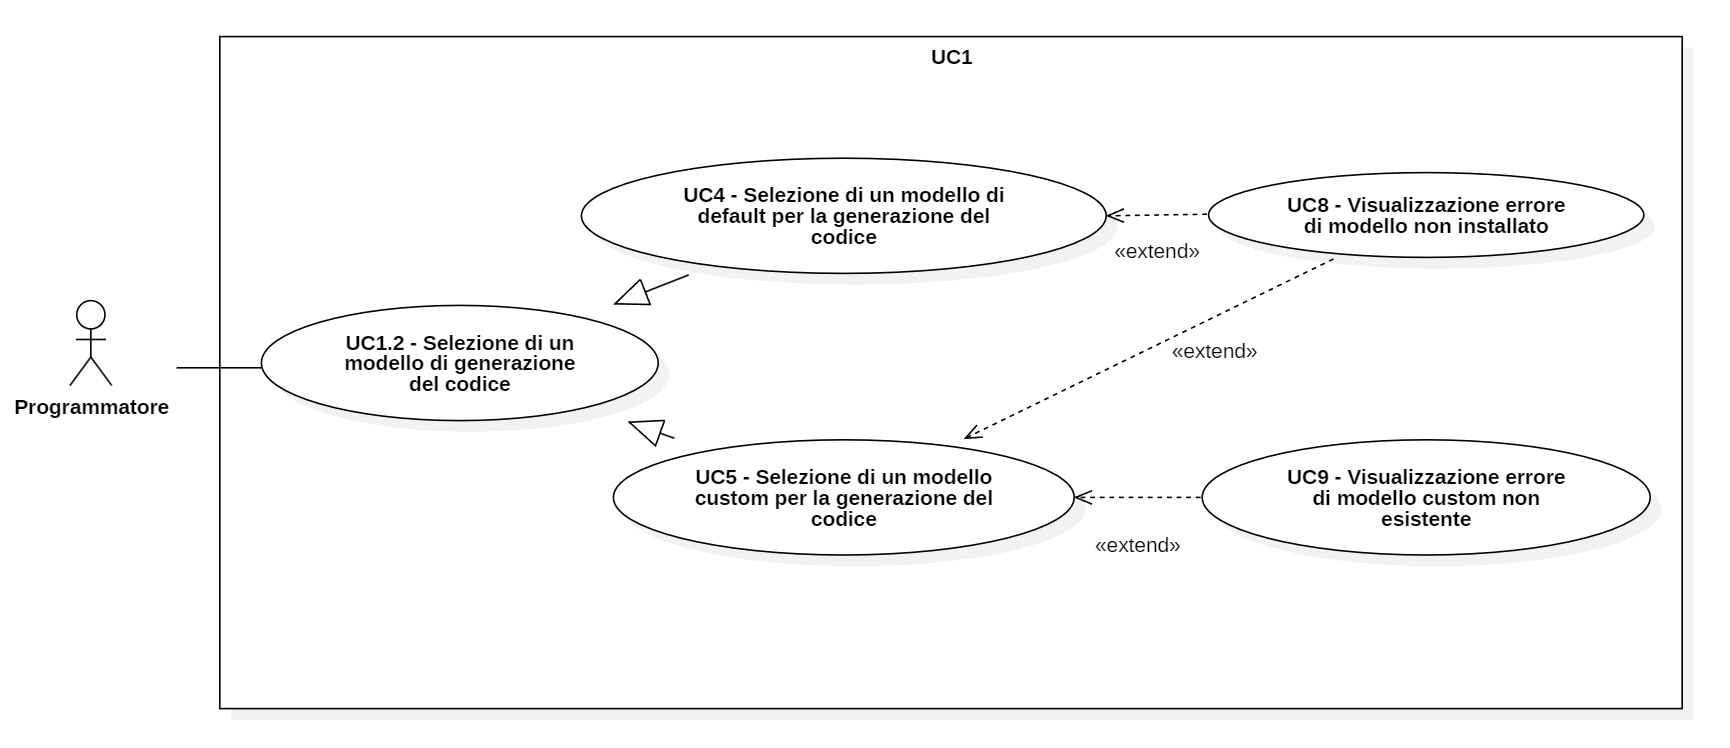 UC1
UC4 - Selezione di un modello di
default per la generazione del
codice
UC8 - Visualizzazione errore
di modello non installato
«extend»
UC1.2 - Selezione di un
modello di generazione
del codice
«extend»
Programmatore
UC5 - Selezione di un modello
custom per la generazione del
codice
UC9 - Visualizzazione errore
di modello custom non
esistente
«extend»